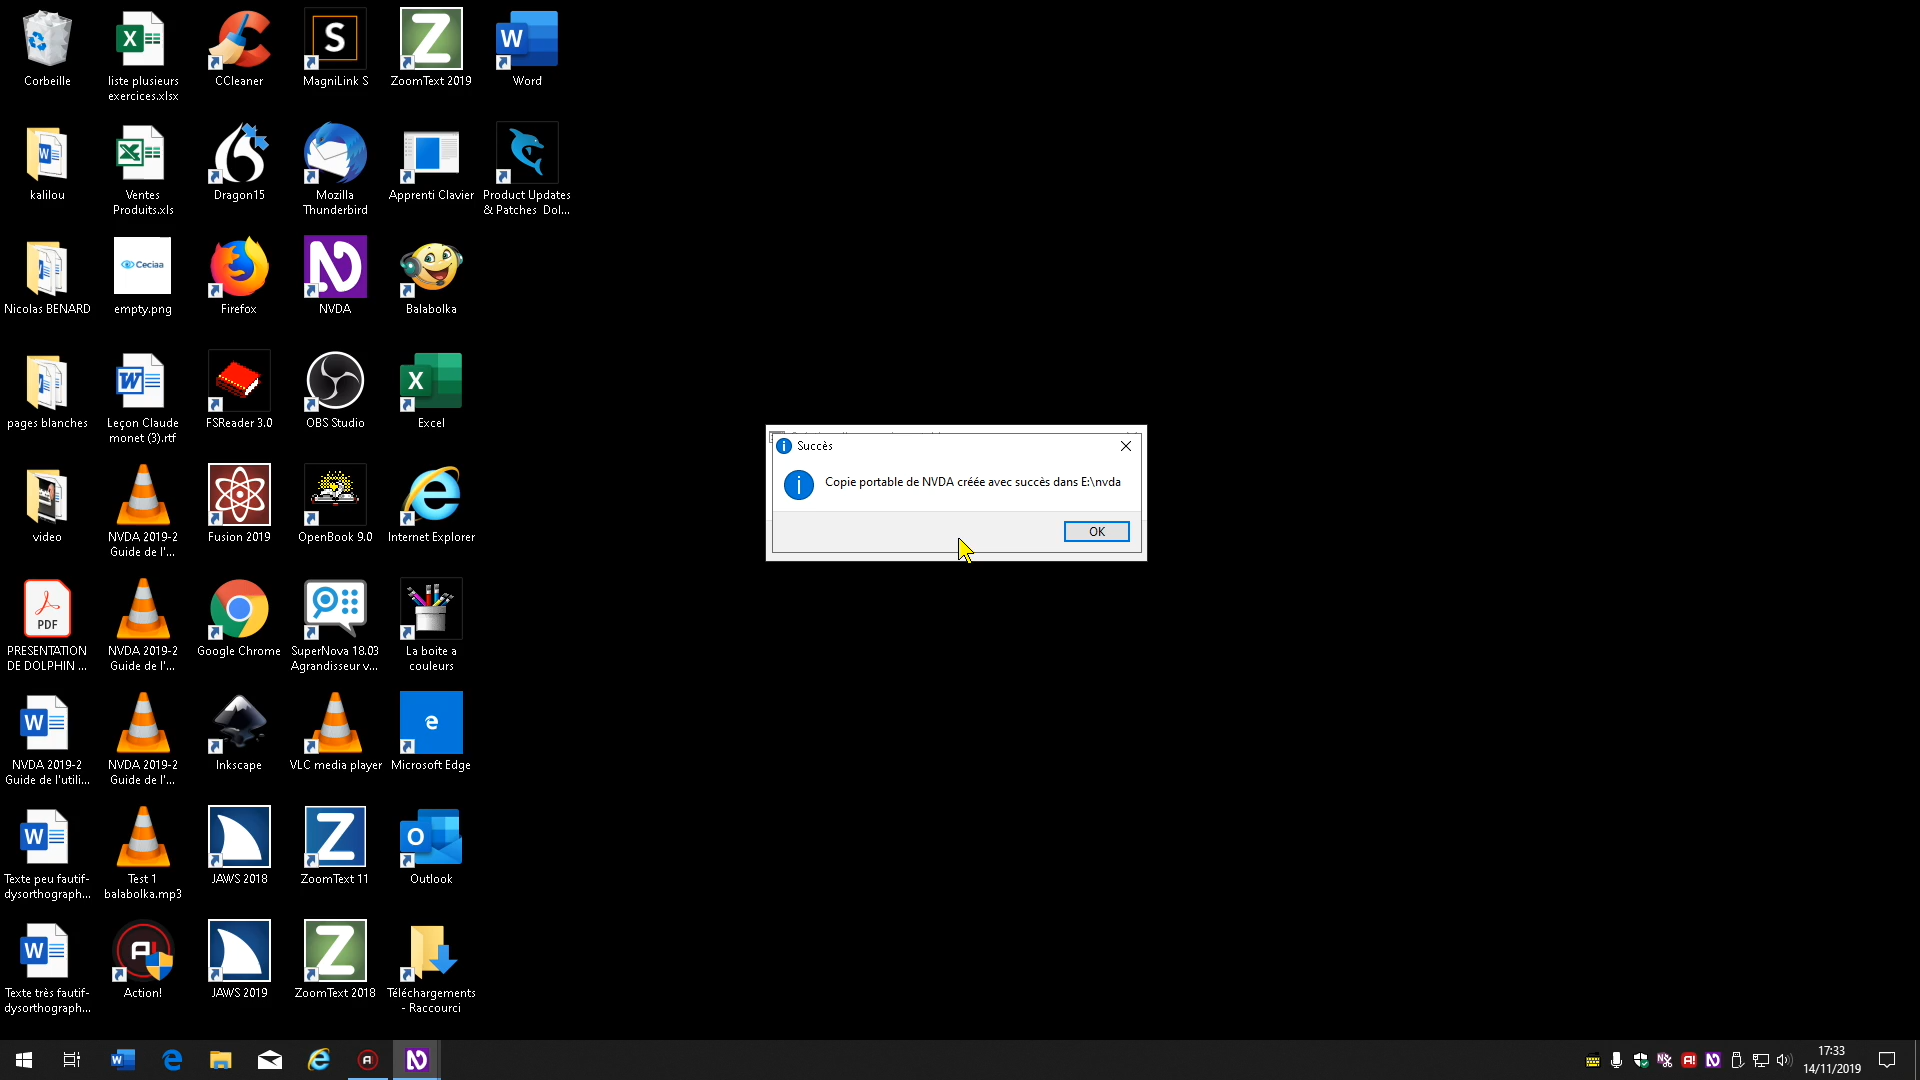 Corbeille
liste plusieurs
exercices.xlsx
CCleaner
MagniLink S
ZoomText 2019
Word
kalilou
Ventes
Produits.xls
Dragon15
Mozilla
Thunderbird
Apprenti Clavier
Product Updates
& Patches Dol...
Nicolas BENARD
Ceciaa
empty.png
Firefox
NVDA
Balabolka
pages blanches
Leçon Claude
monet (3).rtf
FSReader 3.0
OBS Studio
Excel
Succès
Copie portable de NVDA créée avec succès dans E:\nvda
OK
video
NVDA 2019-2
Guide de l'...
Fusion 2019
OpenBook 9.0
Internet Explorer
PDF
PRESENTATION
DE DOLPHIN ...
NVDA 2019-2
Guide de l'...
Google Chrome
SuperNova 18.03
Agrandisseur v...
La boite a
couleurs
NVDA 2019-2
Guide de l'utili...
NVDA 2019-2
Guide de l'...
Inkscape
VLC media player
Microsoft Edge
Texte peu fautif-
dysorthograph...
Test 1
balabolka.mp3
JAWS 2018
ZoomText 11
Outlook
Texte très fautif-
dysorthograph...
Action!
JAWS 2019
ZoomText 2018
Téléchargements
- Raccourci
17:33
14/11/2019